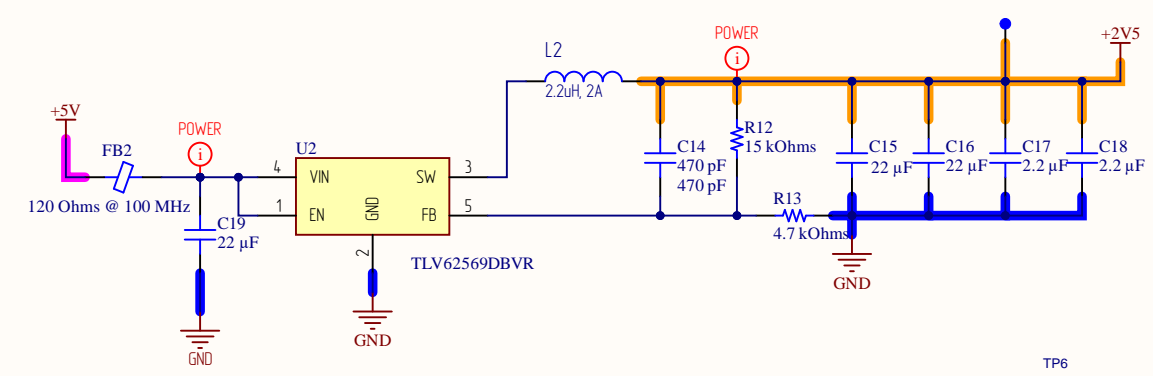 POWER
+2V5
L2
2.2uH, 2A
i
+5V
POWER
i
FB2
120 Ohms @ 100 MHz
U2
4
VIN
SW
3
1
EN
GND
FB
5
2
TLV62569DBVR
GND
C19
22 µF
GND
C14
470 pF
470 pF
R12
15 kOhms
R13
4.7 kOhms
C15
22 µF
C16
22 µF
C17
2.2 µF
C18
2.2 µF
GND
TP6